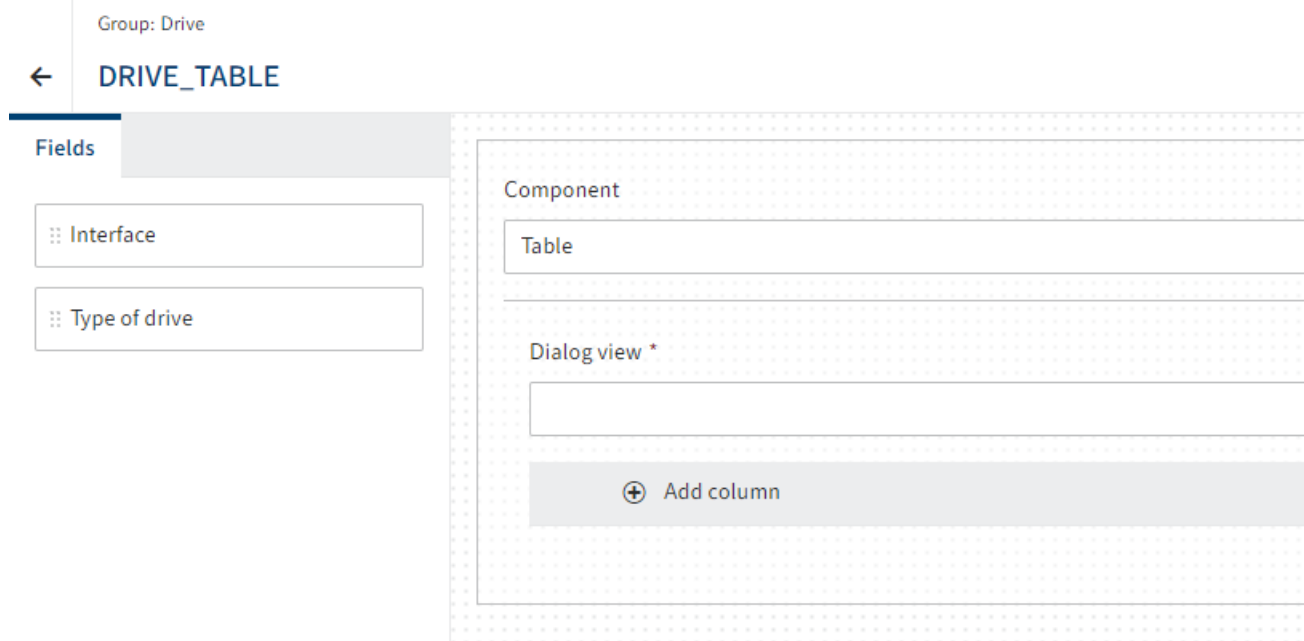 Group: Drive
DRIVE_TABLE
Fields
Interface
Type of drive
Component
Table
Dialog view *
Add column